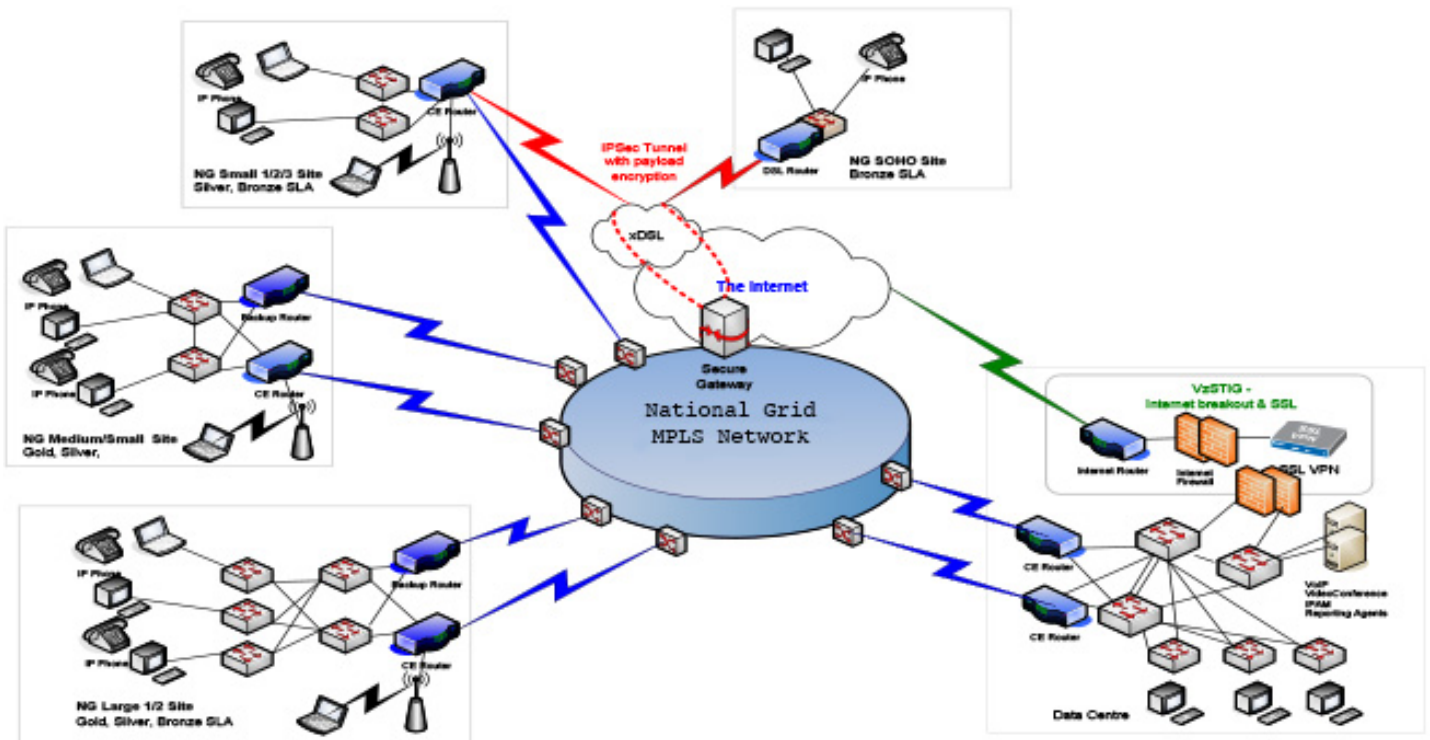 IP Phone
CE Router
NG Small 1/2/3 Site
Silver, Bronze SLA
IP Phone
DSL Router
NG SOHO Site
Bronze SLA
IPSec Tunnel
with payload
encryption
xDSL
The Internet
Secure
Gateway
National Grid
MPLS Network
IP Phone
Backup Router
IP Phone
CE Router
NG Medium/Small Site
Gold, Silver,
IP Phone
Backup Router
IP Phone
CE Router
NG Large 1/2 Site
Gold, Silver, Bronze SLA
VzSTIG -
Internet breakout & SSL
Internet Router
Internet
Firewall
SSL VPN
CE Router
CE Router
VoIP
VideoConference
IPAM
Reporting Agents
Data Centre